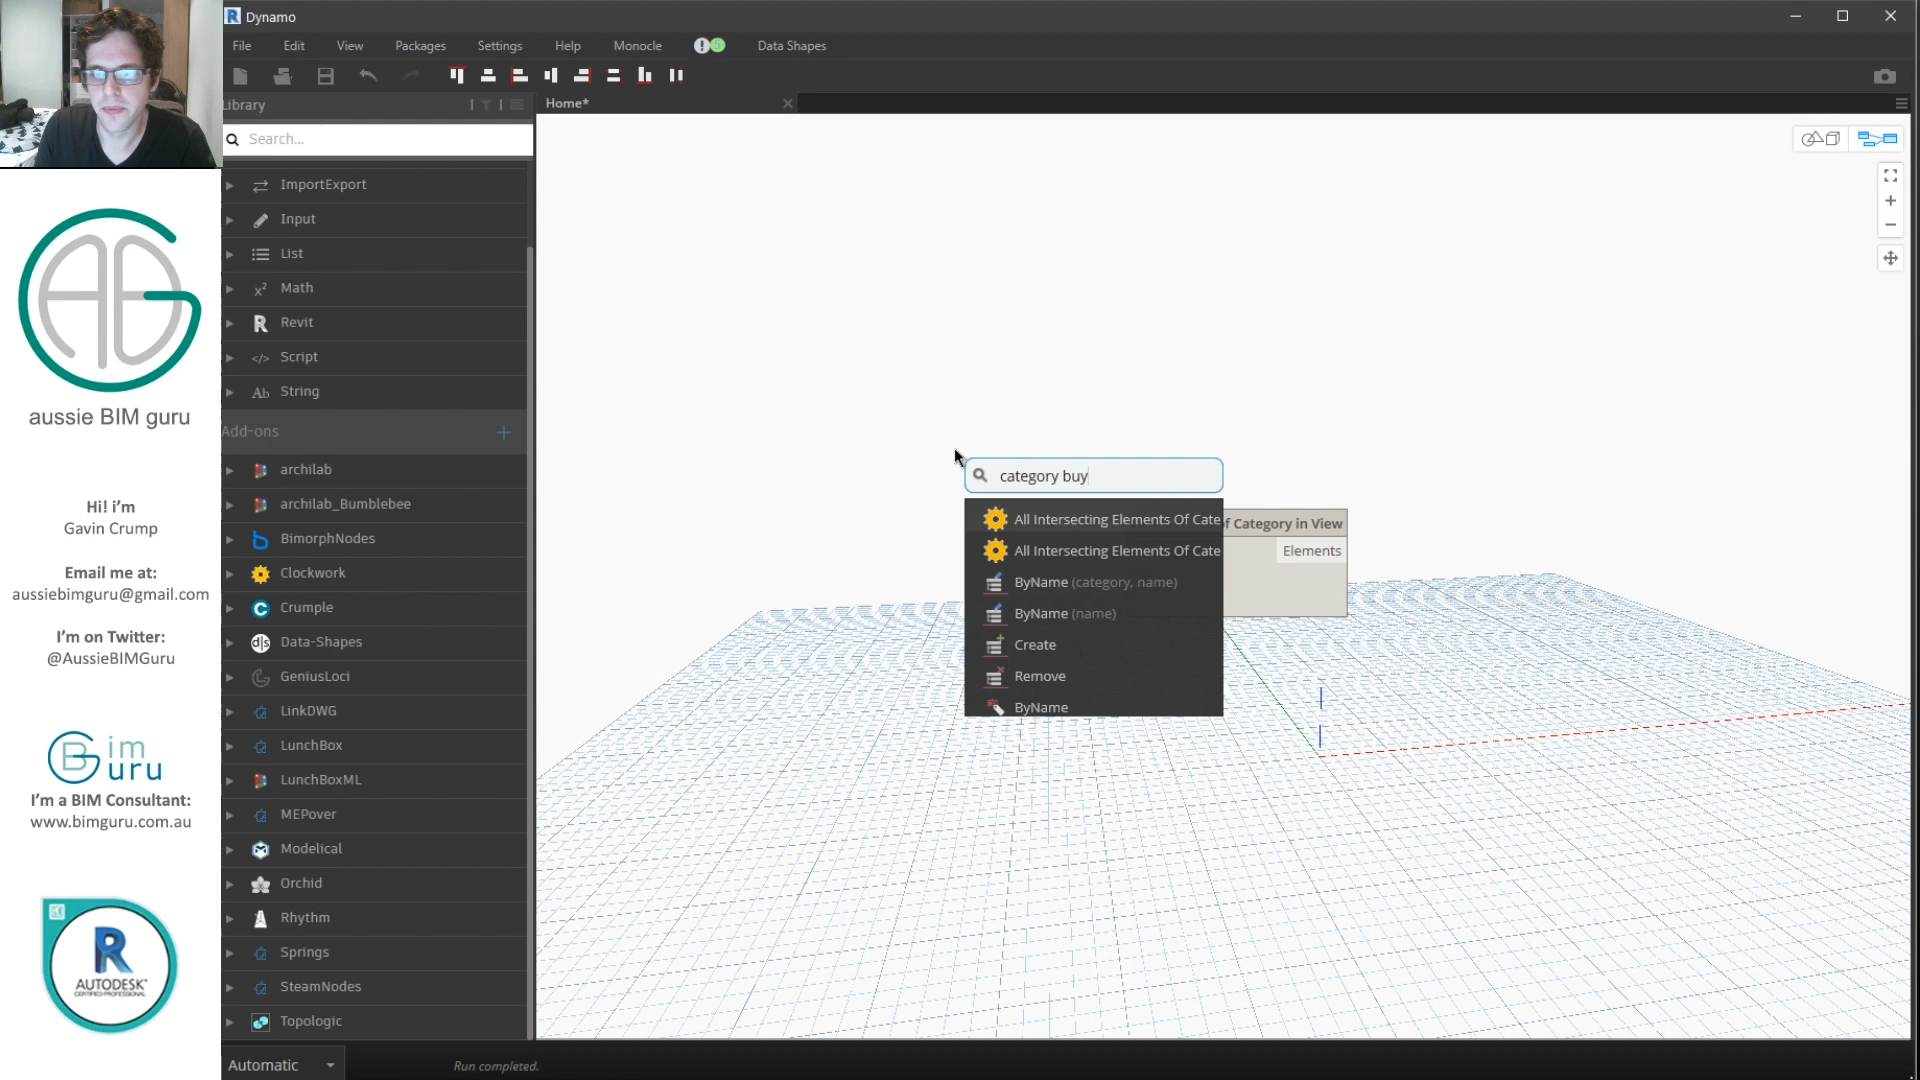 Dynamo
File Edit View Packages Settings Help Monocle Data Shapes
Library
Home*
Search...
ImportExport
Input
List
Math
Revit
Script
String
Add-ons
archilab
archilab_Bumblebee
BimorphNodes
Clockwork
Crumple
Data-Shapes
GeniusLoci
LinkDWG
LunchBox
LunchBoxML
MEPover
Modelical
Orchid
Rhythm
Springs
SteamNodes
Topologic
Automatic
Run completed.
category buy
All Intersecting Elements Of Cate
All Intersecting Elements Of Cate
ByName (category, name)
ByName (name)
Create
Remove
ByName
f Category in View
Elements
aussie BIM guru
Hi! i'm
Gavin Crump
Email me at:
aussiebimguru@gmail.com
I'm on Twitter:
@AussieBIMGuru
Bim
Guru
I'm a BIM Consultant:
www.bimguru.com.au
R
AUTODESK